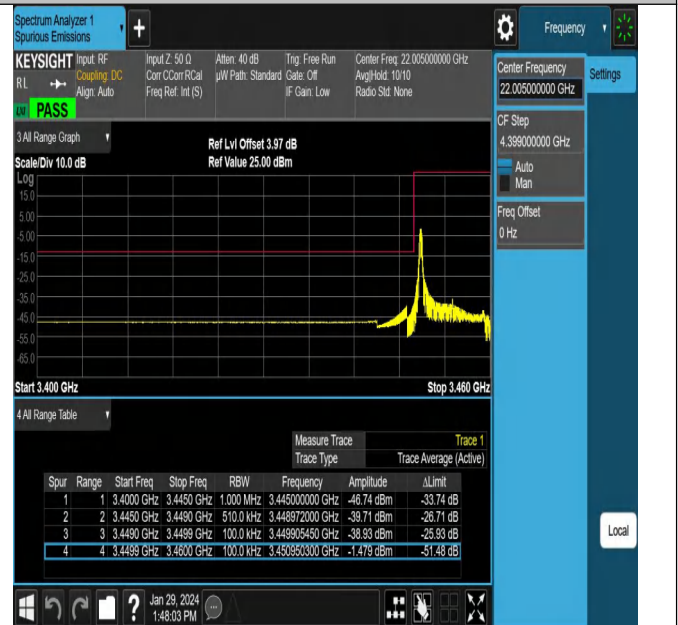 Spectrum Analyzer 1
Spurious Emissions
+
Frequency
KEYSIGHT
Input: RF
Coupling: DC
Align: Auto
Input Z: 50 Ω
Corr CCorr RCal
Freq Ref: Int (S)
Atten: 40 dB
µW Path: Standard
Trig: Free Run
Gate: Off
IF Gain: Low
Center Freq: 22.005000000 GHz
Avg|Hold: 10/10
Radio Std: None
RL
LXI
PASS
Center Frequency
22.005000000 GHz
Settings
CF Step
4.399000000 GHz
Auto
Man
Freq Offset
0 Hz
Local
3 All Range Graph
Scale/Div 10.0 dB
Ref Lvl Offset 3.97 dB
Ref Value 25.00 dBm
Log
15.0
5.00
-5.00
-15.0
-25.0
-35.0
-45.0
-55.0
-65.0
Start 3.400 GHz
Stop 3.460 GHz
4 All Range Table
Measure Trace Trace 1
Trace Type Trace Average (Active)
Spur Range Start Freq Stop Freq RBW Frequency Amplitude ΔLimit
1 1 3.4000 GHz 3.4450 GHz 1.000 MHz 3.445000000 GHz -46.74 dBm -33.74 dB
2 2 3.4450 GHz 3.4490 GHz 510.0 kHz 3.448972000 GHz -39.71 dBm -26.71 dB
3 3 3.4490 GHz 3.4499 GHz 100.0 kHz 3.449905450 GHz -38.93 dBm -25.93 dB
4 4 3.4499 GHz 3.4600 GHz 100.0 kHz 3.450950300 GHz -1.479 dBm -51.48 dB
?
Jan 29, 2024
1:48:03 PM